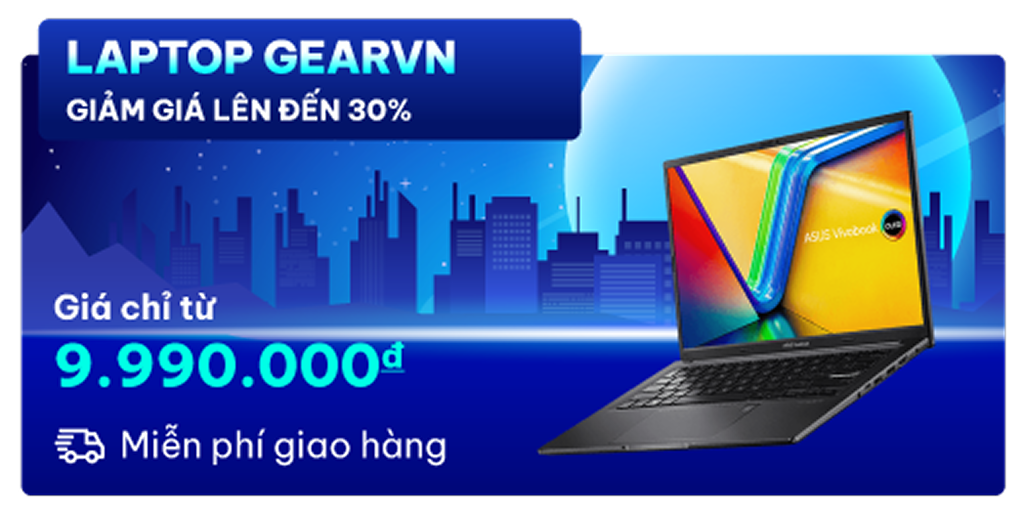 LAPTOP GEARVN
GIẢM GIÁ LÊN ĐẾN 30%
ASUS Vivobook
Giá chỉ từ
9.990.000đ
Miễn phí giao hàng